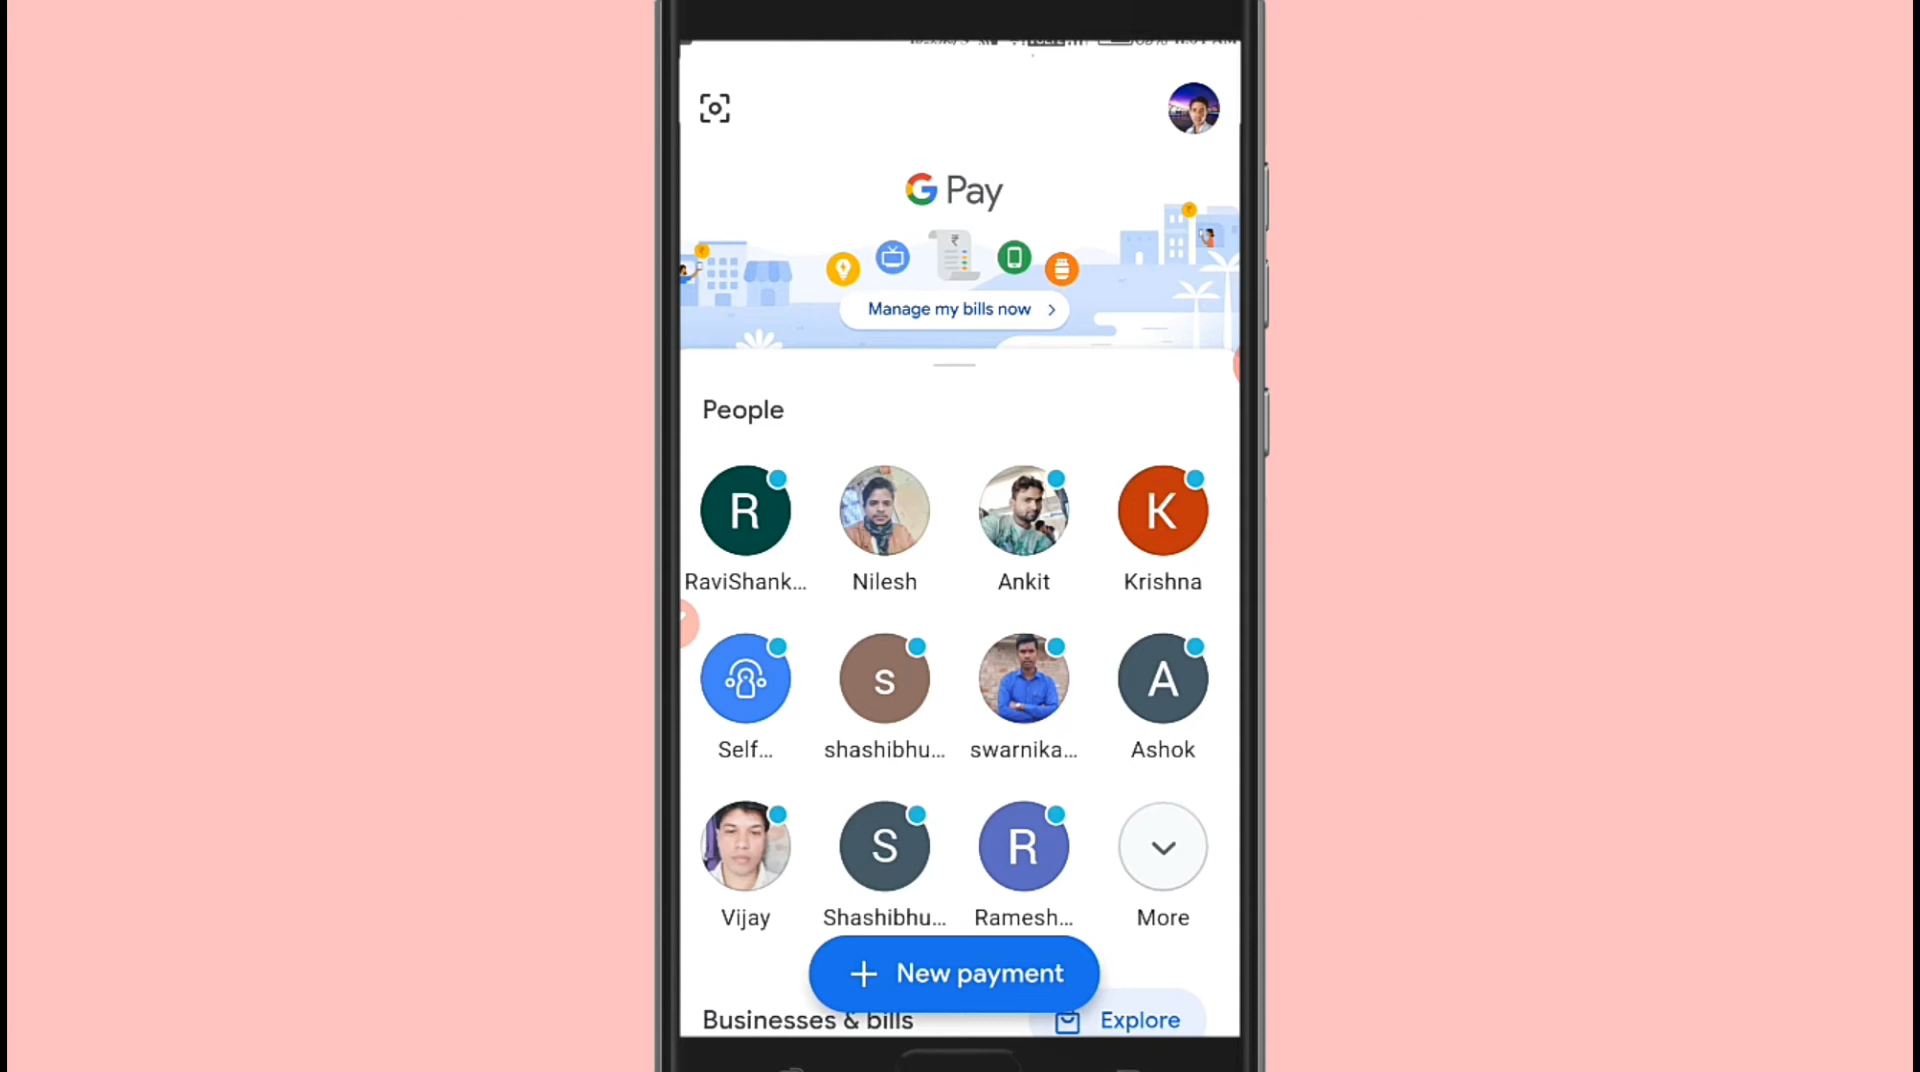 G Pay
₹
Manage my bills now
People
R
K
RaviShank...
Nilesh
Ankit
Krishna
s
A
Self...
shashibhu...
swarnika...
Ashok
S
R
Vijay
Shashibhu...
Ramesh...
More
+ New payment
Businesses & bills
Explore